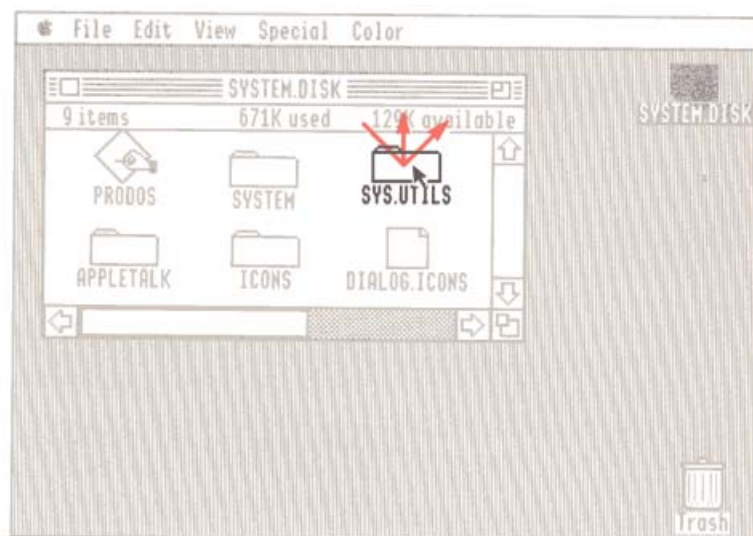 File Edit View Special Color
SYSTEM.DISK
9 items 671K used 129K available
SYSTEM.DISK
PRODOS SYSTEM SYS.UTILS
APPLETALK ICONS DIALOG.ICONS
Trash